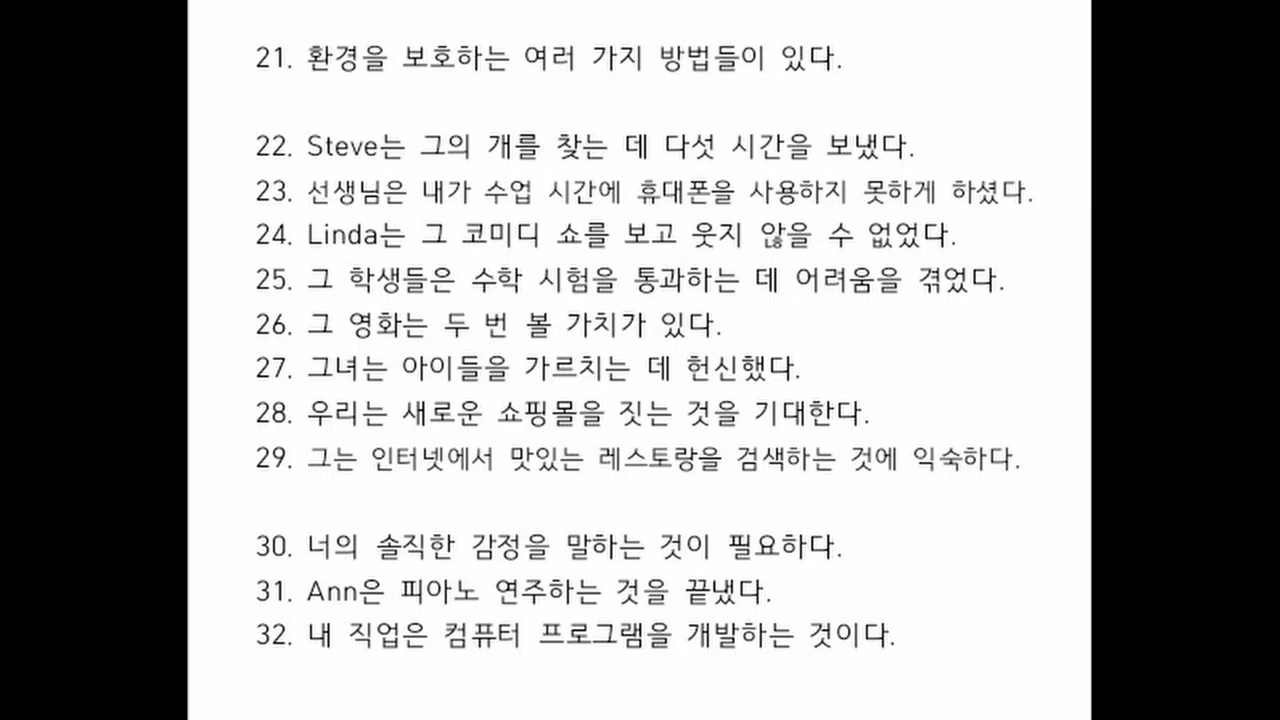 21. 환경을 보호하는 여러 가지 방법들이 있다.
22. Steve는 그의 개를 찾는 데 다섯 시간을 보냈다.
23. 선생님은 내가 수업 시간에 휴대폰을 사용하지 못하게 하셨다.
24. Linda는 그 코미디 쇼를 보고 웃지 않을 수 없었다.
25. 그 학생들은 수학 시험을 통과하는 데 어려움을 겪었다.
26. 그 영화는 두 번 볼 가치가 있다.
27. 그녀는 아이들을 가르치는 데 헌신했다.
28. 우리는 새로운 쇼핑몰을 짓는 것을 기대한다.
29. 그는 인터넷에서 맛있는 레스토랑을 검색하는 것에 익숙하다.
30. 너의 솔직한 감정을 말하는 것이 필요하다.
31. Ann은 피아노 연주하는 것을 끝냈다.
32. 내 직업은 컴퓨터 프로그램을 개발하는 것이다.